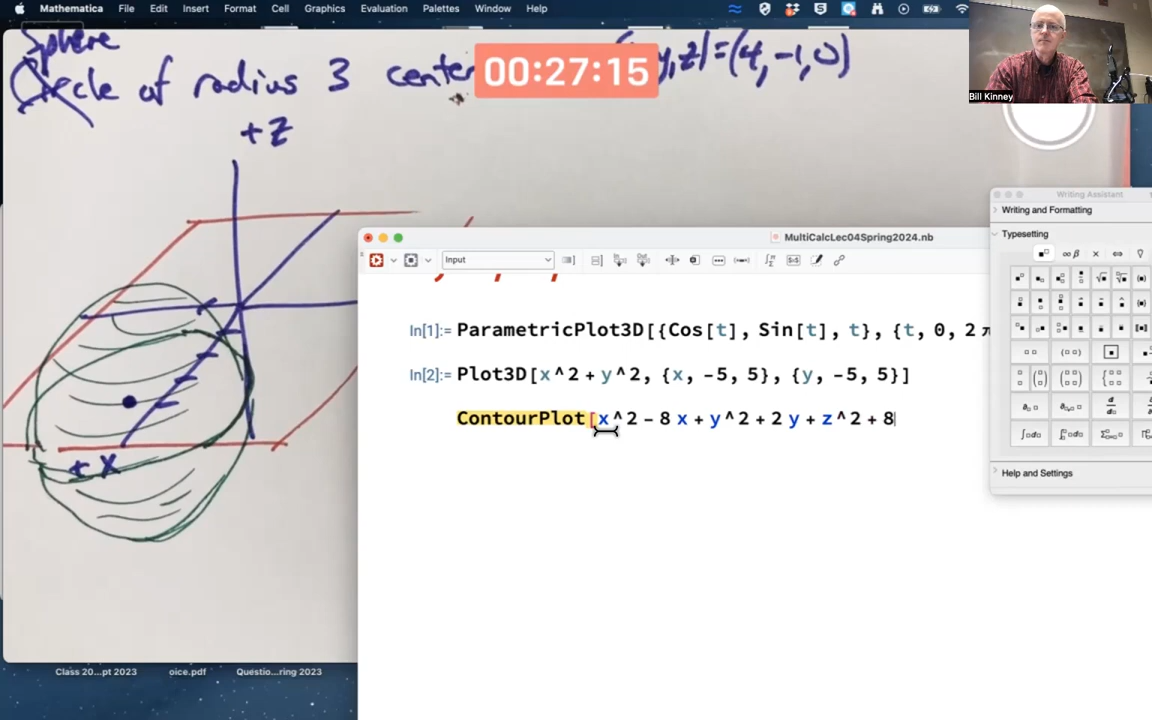 Mathematica File Edit Insert Format Cell Graphics Evaluation Palettes Window Help
Sphere
Circle of radius 3 center
00:27:15
y,z)=(4,-1,0)
Bill Kinney
+z
+x
Writing Assistant
Writing and Formatting
Typesetting
Help and Settings
MultiCalcLec04Spring2024.nb
Input
In[1]:= ParametricPlot3D[{Cos[t], Sin[t], t}, {t, 0, 2 π
In[2]:= Plot3D[x^2 + y^2, {x, -5, 5}, {y, -5, 5}]
ContourPlot[x^2 - 8 x + y^2 + 2 y + z^2 + 8
Class 20...pt 2023 oice.pdf Questio...ring 2023